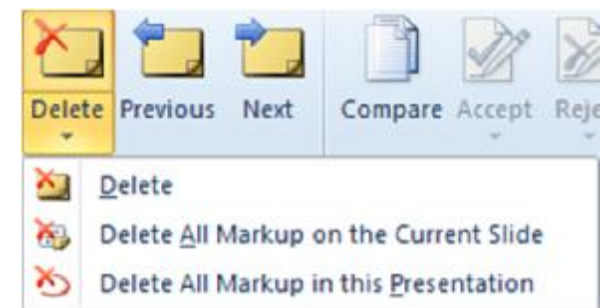 Delete Previous Next Compare Accept Reje
Delete
Delete All Markup on the Current Slide
Delete All Markup in this Presentation